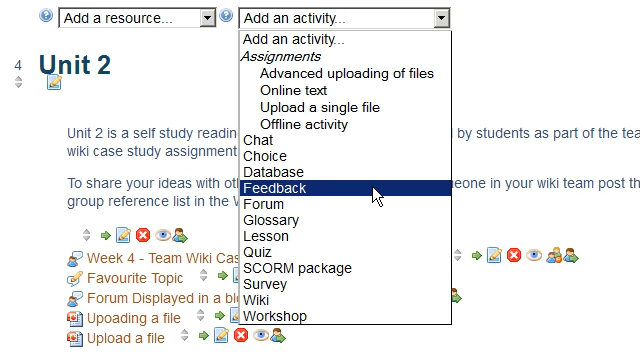 Add a resource... Add an activity...
Add an activity...
4 Unit 2
Assignments
Advanced uploading of files
Online text
Upload a single file
Offline activity
Unit 2 is a self study readin by students as part of the tea
Chat
wiki case study assignment
Choice
Database
To share your ideas with ot eone in your wiki team post th
Feedback
group reference list in the W
Forum
Glossary
Lesson
Week 4 - Team Wiki Cas
Quiz
Favourite Topic
SCORM package
Survey
Forum Displayed in a blo
Wiki
Upoading a file
Workshop
Upload a file